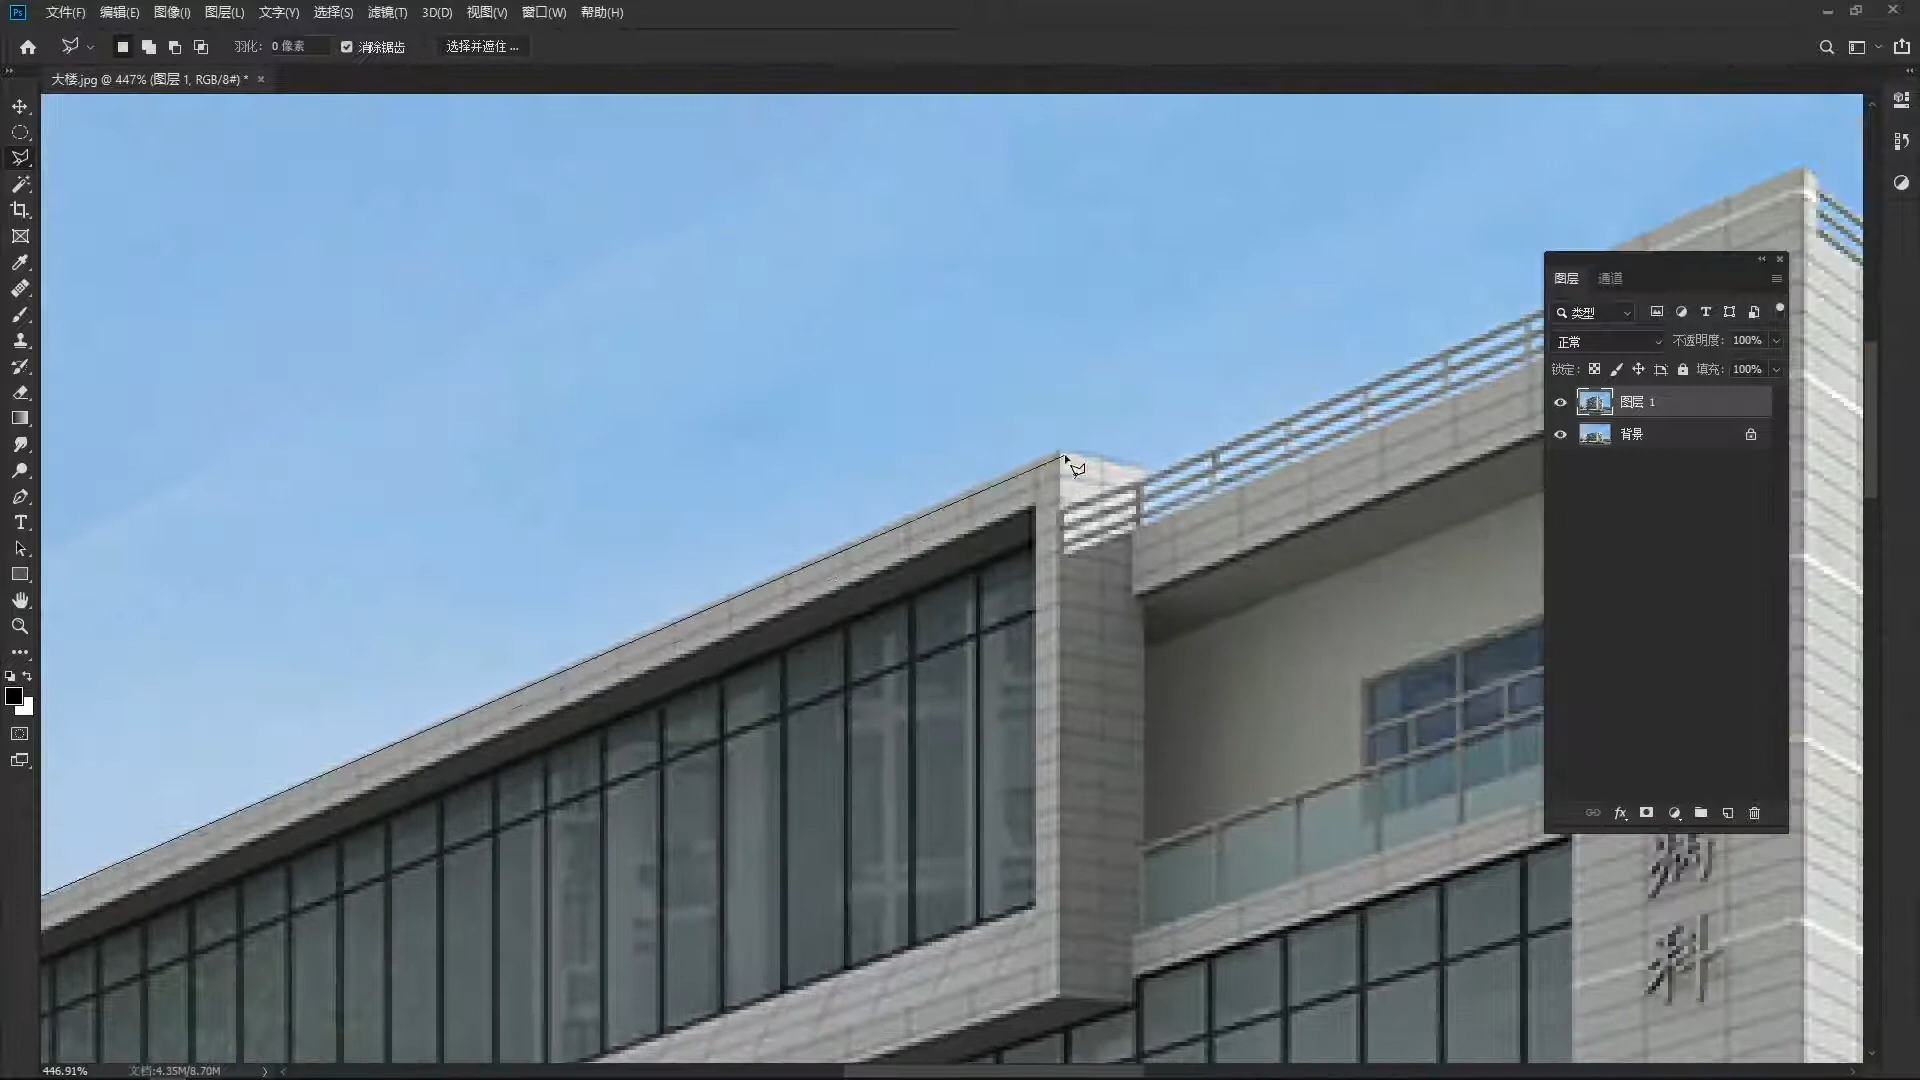 Ps 文件(F) 编辑(E) 图像(I) 图层(L) 文字(Y) 选择(S) 滤镜(T) 3D(D) 视图(V) 窗口(W) 帮助(H)
羽化: 0 像素 消除锯齿 选择并遮住 ...
大楼.jpg @ 447% (图层 1, RGB/8#) * ×
图层 通道
类型
正常 不透明度: 100%
锁定: 填充: 100%
图层 1
背景
fx
科
446.91% 文档:4.35M/8.70M